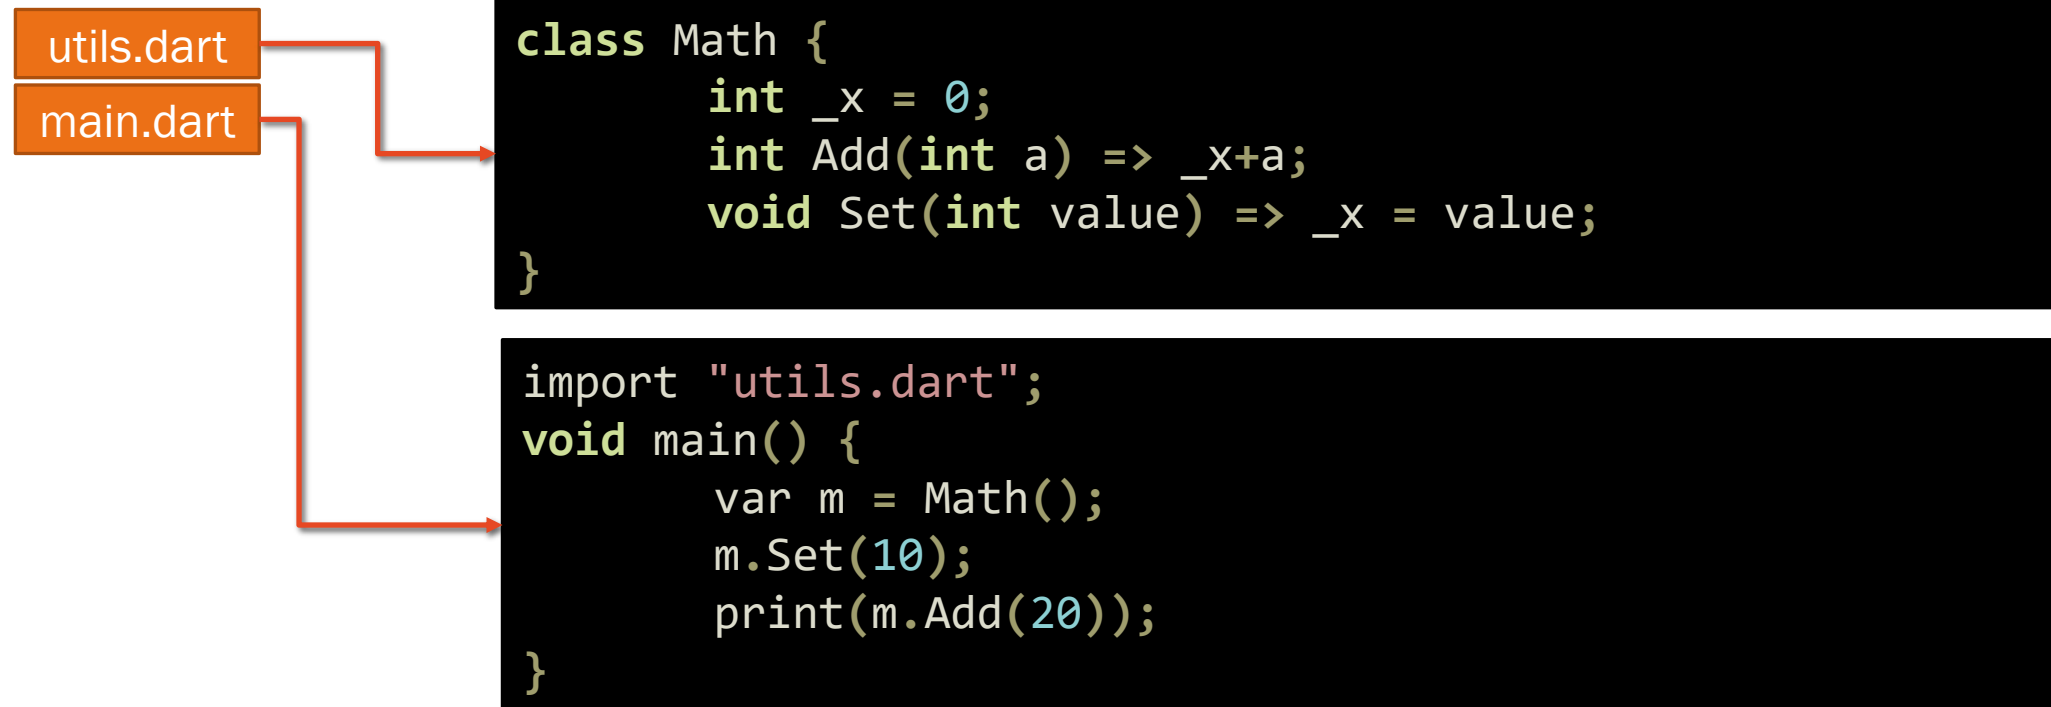 utils.dart
main.dart
class Math {
int _x = 0;
int Add(int a) => _x+a;
void Set(int value) => _x = value;
}
import "utils.dart";
void main() {
var m = Math();
m.Set(10);
print(m.Add(20));
}